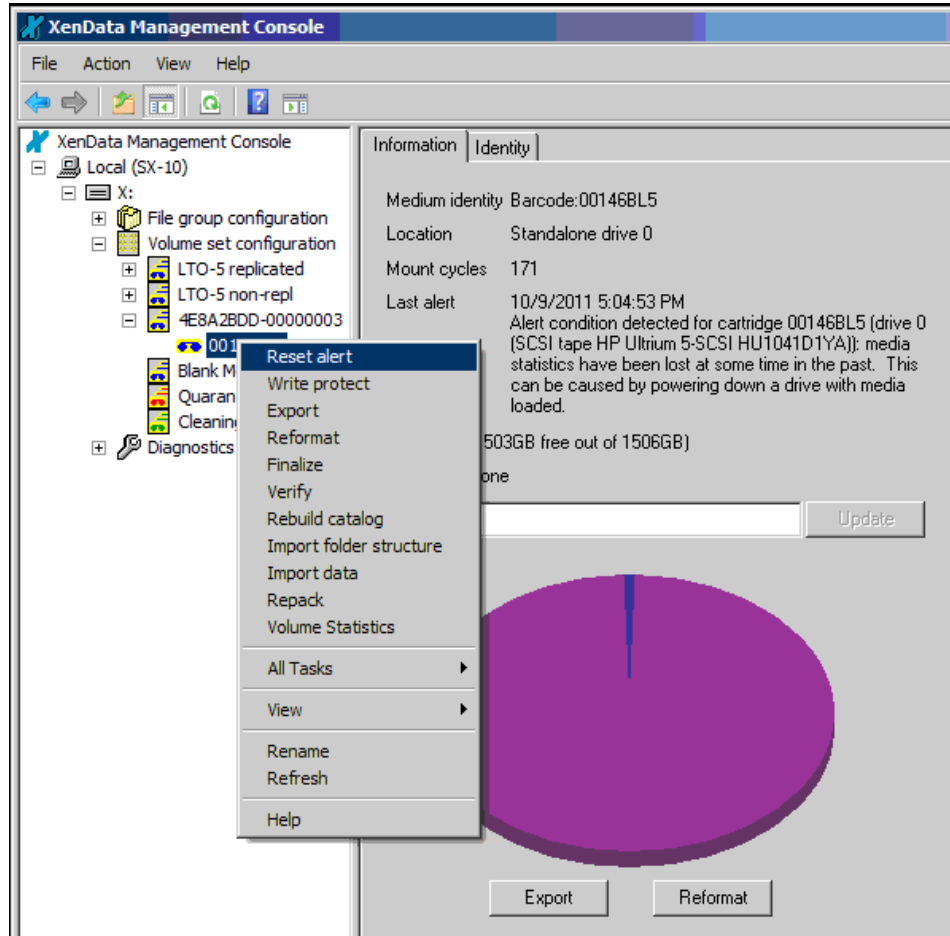 XenData Management Console
File Action View Help
XenData Management Console
Local (SX-10)
X:
File group configuration
Volume set configuration
LTO-5 replicated
LTO-5 non-repl
4E8A2BDD-00000003
001
Blank M
Quaran
Cleanin
Diagnostics
Reset alert
Write protect
Export
Reformat
Finalize
Verify
Rebuild catalog
Import folder structure
Import data
Repack
Volume Statistics
All Tasks
View
Rename
Refresh
Help
Information Identity
Medium identity Barcode:00146BL5
Location Standalone drive 0
Mount cycles 171
Last alert 10/9/2011 5:04:53 PM
Alert condition detected for cartridge 00146BL5 (drive 0
(SCSI tape HP Ultrium 5-SCSI HU1041D1YA)): media
statistics have been lost at some time in the past. This
can be caused by powering down a drive with media
loaded.
503GB free out of 1506GB)
one
Update
Export Reformat